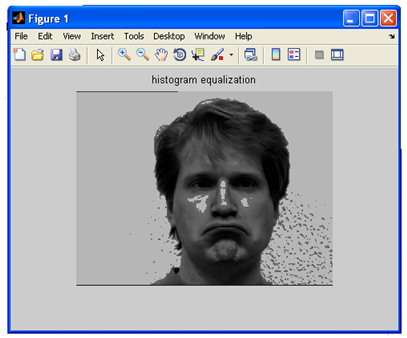 Figure 1
File Edit View Insert Tools Desktop Window Help
histogram equalization